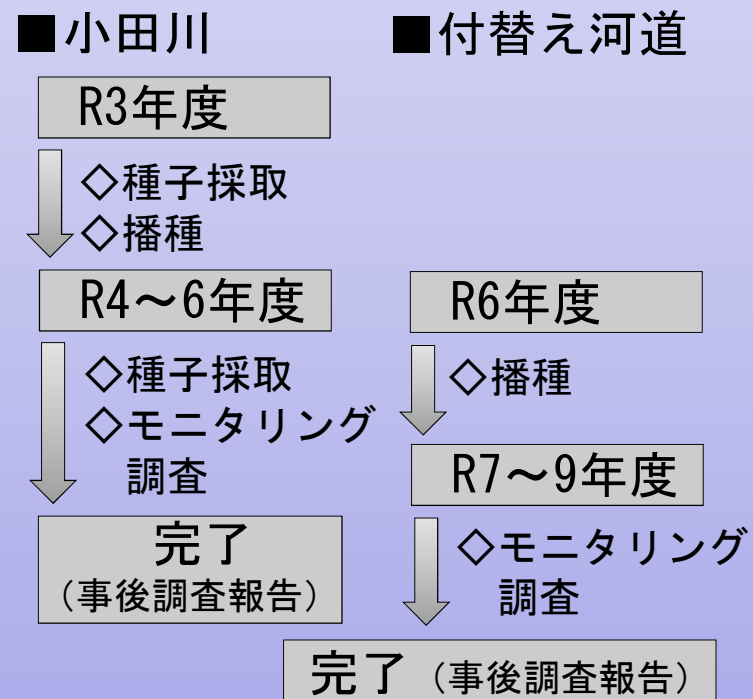 ■小田川
R3年度
◇種子採取
◇播種
R4～6年度
◇種子採取
◇モニタリング
調査
完了
（事後調査報告）
■付替え河道
R6年度
◇播種
R7～9年度
◇モニタリング
調査
完了（事後調査報告）